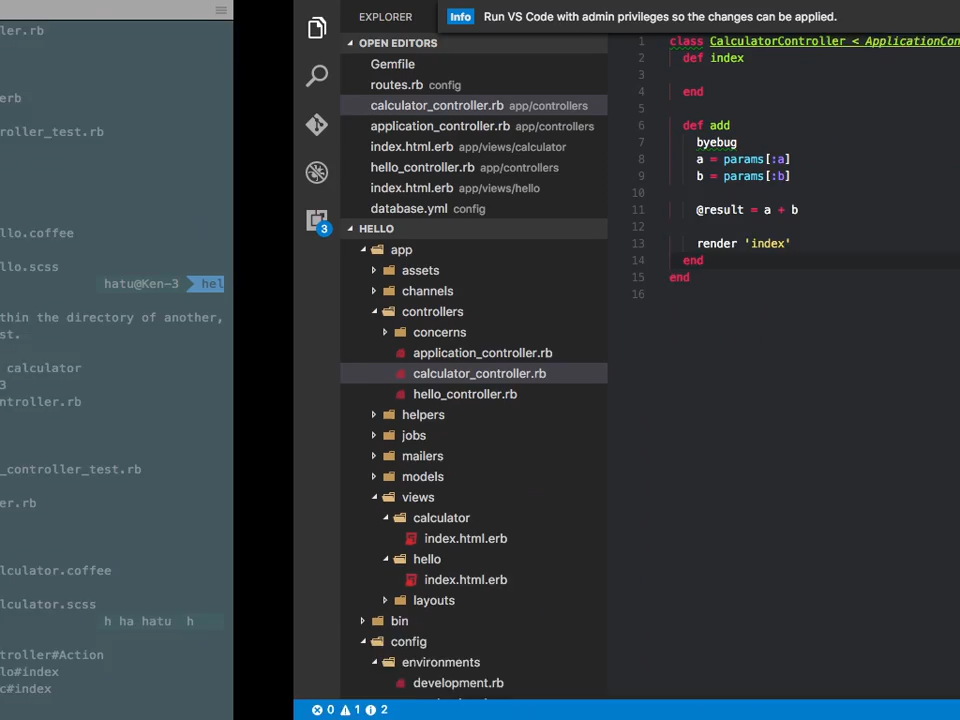 ller.rb
erb
roller_test.rb
llo.coffee
llo.scss
hatu@Ken-3 hel
thin the directory of another,
st.
calculator
3
ntroller.rb
_controller_test.rb
er.rb
lculator.coffee
lculator.scss
h ha hatu h
troller#Action
lo#index
c#index
EXPLORER
OPEN EDITORS
Gemfile
routes.rb config
calculator_controller.rb app/controllers
application_controller.rb app/controllers
index.html.erb app/views/calculator
hello_controller.rb app/controllers
index.html.erb app/views/hello
database.yml config
3
HELLO
app
assets
channels
controllers
concerns
application_controller.rb
calculator_controller.rb
hello_controller.rb
helpers
jobs
mailers
models
views
calculator
index.html.erb
hello
index.html.erb
layouts
bin
config
environments
development.rb
Info Run VS Code with admin privileges so the changes can be applied.
1 class CalculatorController < ApplicationCon
2 def index
3
4 end
5
6 def add
7 byebug
8 a = params[:a]
9 b = params[:b]
10
11 @result = a + b
12
13 render 'index'
14 end
15 end
16
0 1 2